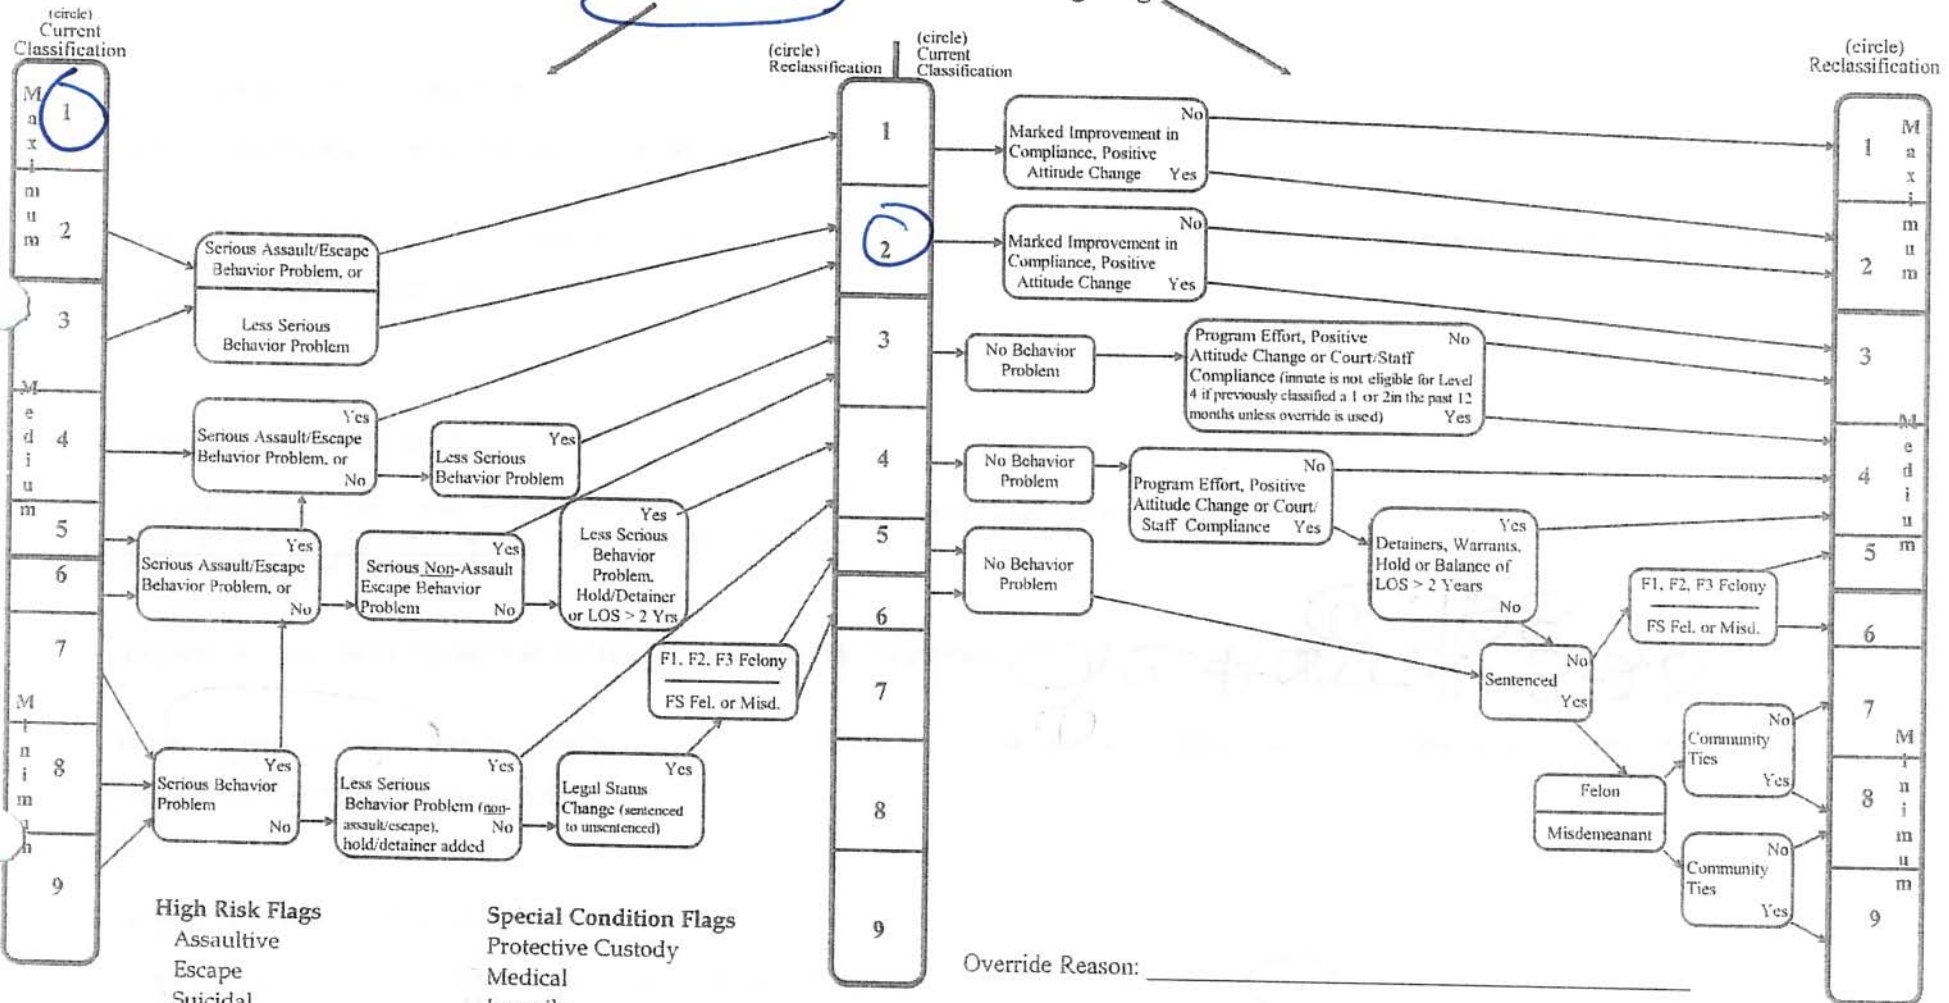 (circle)
Current
Classification
Maximum
1
2
3
Medium
4
5
6
Minimum
7
8
9
Serious Assault/Escape
Behavior Problem, or
Less Serious
Behavior Problem
Yes
Serious Assault/Escape
Behavior Problem, or
No
Yes
Less Serious
Behavior Problem
Yes
Serious Assault/Escape
Behavior Problem, or
No
Yes
Serious Non-Assault
Escape Behavior
Problem No
Yes
Less Serious
Behavior
Problem,
Hold/Detainer
or LOS > 2 Yrs
Yes
Serious Behavior
Problem
No
Yes
Less Serious
Behavior Problem (non-
assault/escape), No
hold/detainer added
Yes
Legal Status
Change (sentenced
to unsentenced)
F1, F2, F3 Felony
FS Fel. or Misd.
(circle)
Reclassification
(circle)
Current
Classification
1
2
3
4
5
6
7
8
9
No
Marked Improvement in
Compliance, Positive
Attitude Change Yes
No
Marked Improvement in
Compliance, Positive
Attitude Change Yes
No Behavior
Problem
Program Effort, Positive No
Attitude Change or Court/Staff
Compliance (inmate is not eligible for Level
4 if previously classified a 1 or 2in the past 12
months unless override is used) Yes
No Behavior
Problem
No
Program Effort, Positive
Attitude Change or Court/
Staff Compliance Yes
No Behavior
Problem
Yes
Detainers, Warrants,
Hold or Balance of
LOS > 2 Years
No
F1, F2, F3 Felony
FS Fel. or Misd.
No
Sentenced
Yes
Felon
Misdemeanant
No
Community
Ties
Yes
No
Community
Ties
Yes
(circle)
Reclassification
1
2
3
4
5
6
7
8
9
Maximum
Medium
Minimum
High Risk Flags
Assaultive
Escape
Suicidal
Special Condition Flags
Protective Custody
Medical
Override Reason: